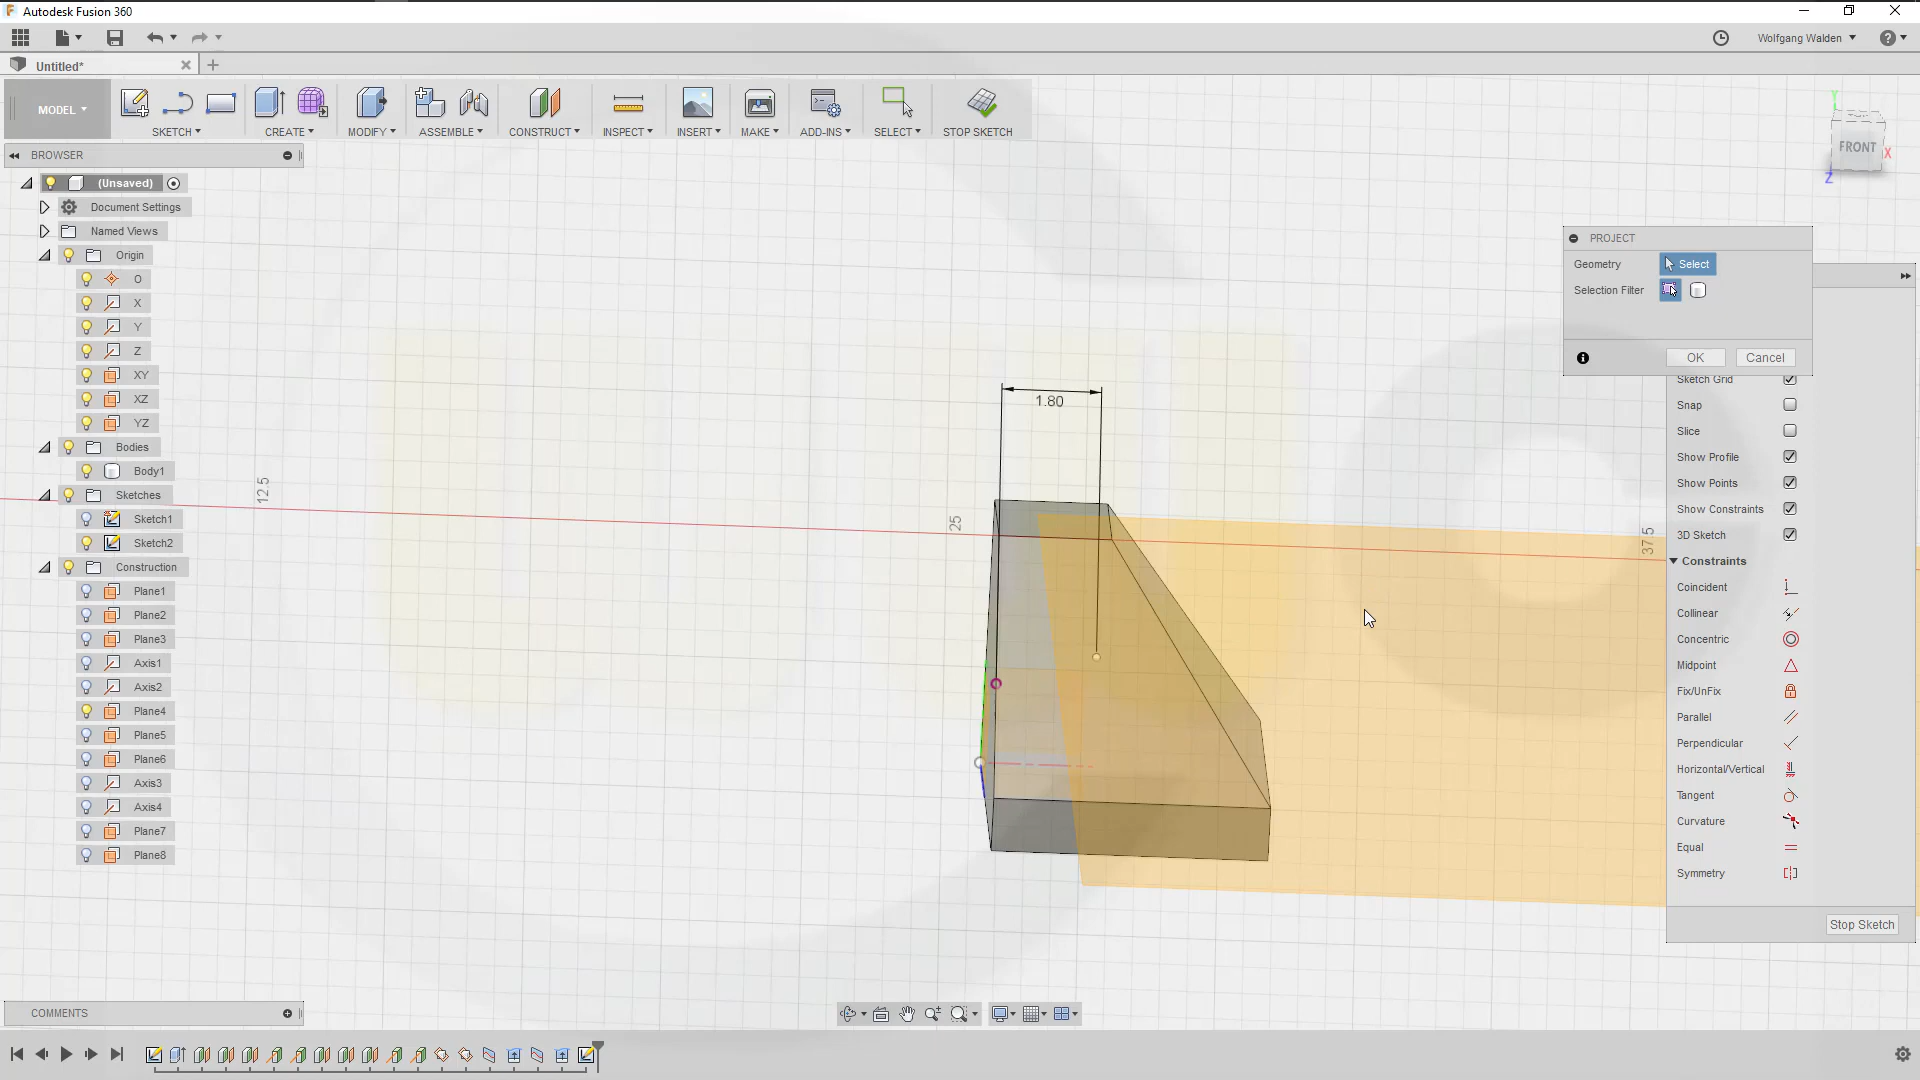 Autodesk Fusion 360
Wolfgang Walden
Untitled*
MODEL
SKETCH
CREATE
MODIFY
ASSEMBLE
CONSTRUCT
INSPECT
INSERT
MAKE
ADD-INS
SELECT
STOP SKETCH
BROWSER
(Unsaved)
Document Settings
Named Views
Origin
O
X
Y
Z
XY
XZ
YZ
Bodies
Body1
Sketches
Sketch1
Sketch2
Construction
Plane1
Plane2
Plane3
Axis1
Axis2
Plane4
Plane5
Plane6
Axis3
Axis4
Plane7
Plane8
Y
FRONT
X
Z
12.5
25
37.5
1.80
PROJECT
Geometry
Select
Selection Filter
OK
Cancel
Sketch Grid
Snap
Slice
Show Profile
Show Points
Show Constraints
3D Sketch
Constraints
Coincident
Collinear
Concentric
Midpoint
Fix/UnFix
Parallel
Perpendicular
Horizontal/Vertical
Tangent
Curvature
Equal
Symmetry
Stop Sketch
COMMENTS